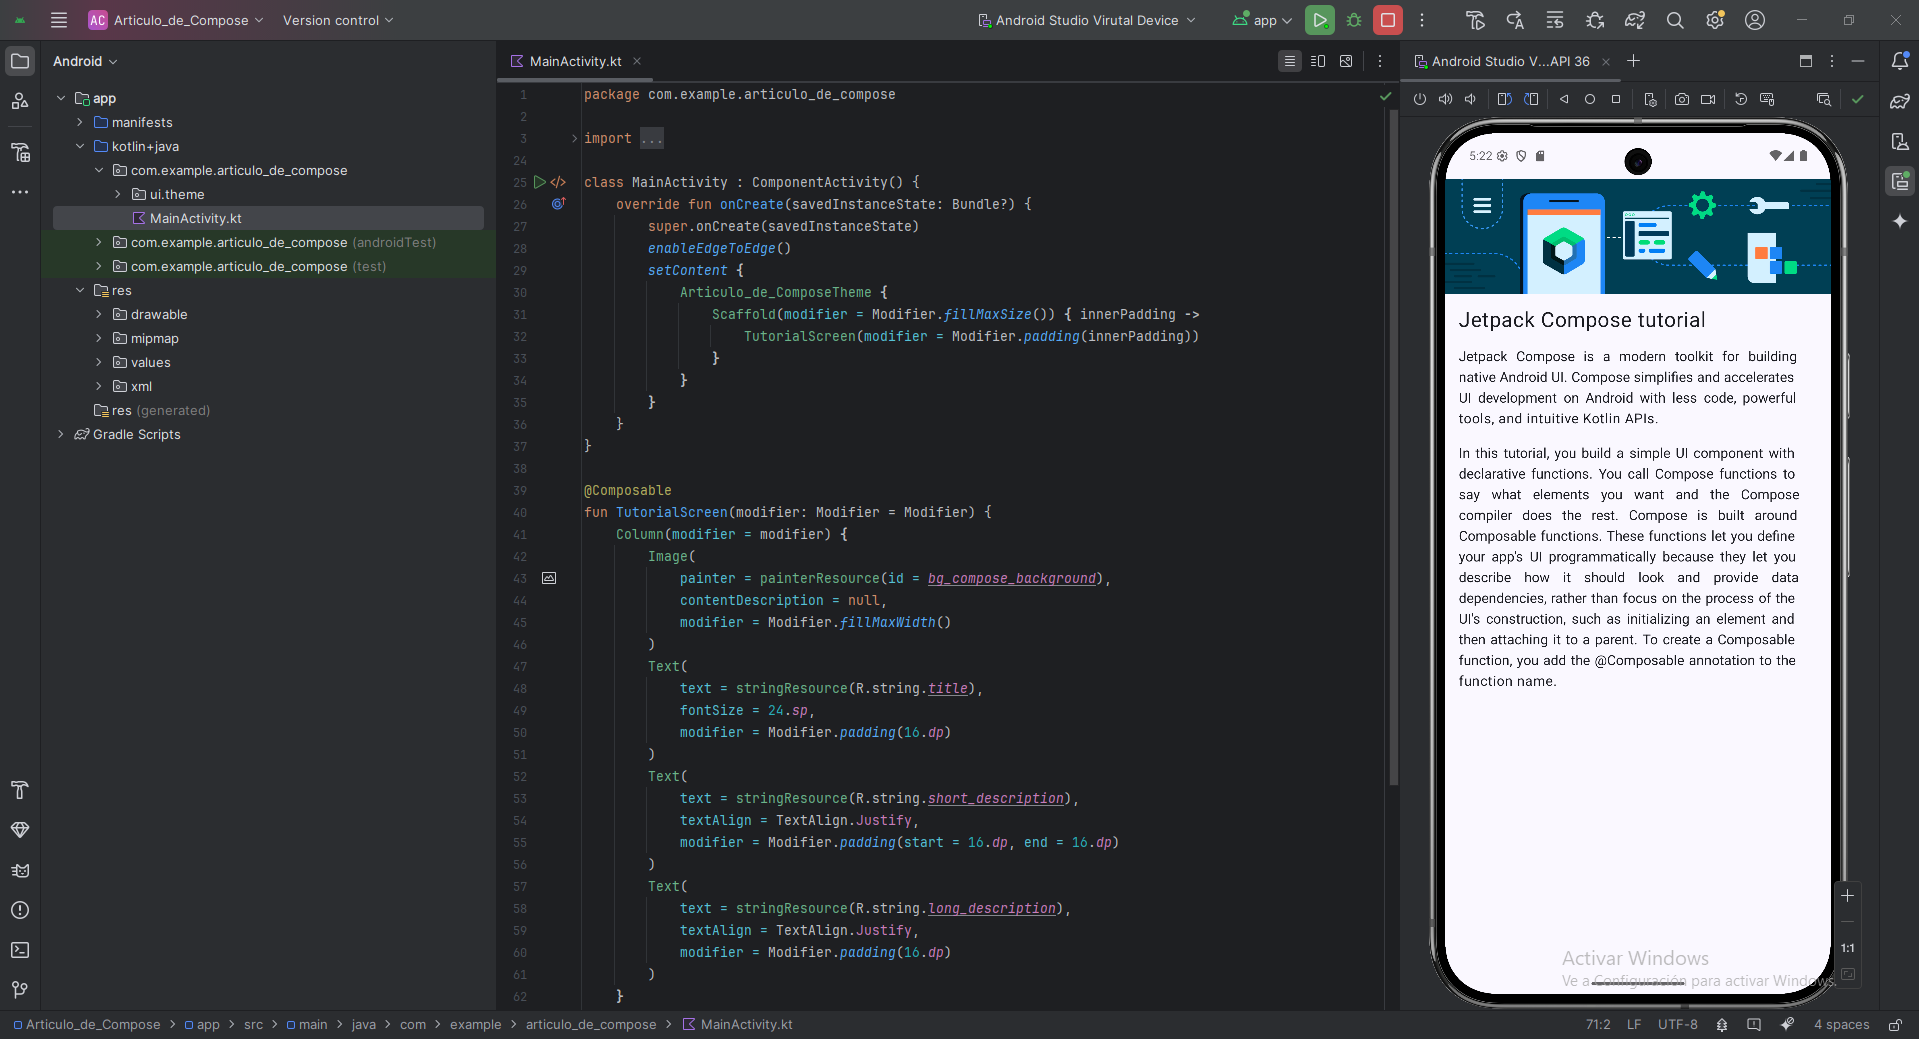 AC Articulo_de_Compose Version control Android Studio Virutal Device app
Android
app
manifests
kotlin+java
com.example.articulo_de_compose
ui.theme
MainActivity.kt
com.example.articulo_de_compose (androidTest)
com.example.articulo_de_compose (test)
res
drawable
mipmap
values
xml
res (generated)
Gradle Scripts
MainActivity.kt
1 package com.example.articulo_de_compose
2
3 import ...
24
25 class MainActivity : ComponentActivity() {
26 override fun onCreate(savedInstanceState: Bundle?) {
27 super.onCreate(savedInstanceState)
28 enableEdgeToEdge()
29 setContent {
30 Articulo_de_ComposeTheme {
31 Scaffold(modifier = Modifier.fillMaxSize()) { innerPadding ->
32 TutorialScreen(modifier = Modifier.padding(innerPadding))
33 }
34 }
35 }
36 }
37 }
38
39 @Composable
40 fun TutorialScreen(modifier: Modifier = Modifier) {
41 Column(modifier = modifier) {
42 Image(
43 painter = painterResource(id = bg_compose_background),
44 contentDescription = null,
45 modifier = Modifier.fillMaxWidth()
46 )
47 Text(
48 text = stringResource(R.string.title),
49 fontSize = 24.sp,
50 modifier = Modifier.padding(16.dp)
51 )
52 Text(
53 text = stringResource(R.string.short_description),
54 textAlign = TextAlign.Justify,
55 modifier = Modifier.padding(start = 16.dp, end = 16.dp)
56 )
57 Text(
58 text = stringResource(R.string.long_description),
59 textAlign = TextAlign.Justify,
60 modifier = Modifier.padding(16.dp)
61 )
62 }
Android Studio V...API 36
5:22
Jetpack Compose tutorial
Jetpack Compose is a modern toolkit for building
native Android UI. Compose simplifies and accelerates
UI development on Android with less code, powerful
tools, and intuitive Kotlin APIs.
In this tutorial, you build a simple UI component with
declarative functions. You call Compose functions to
say what elements you want and the Compose
compiler does the rest. Compose is built around
Composable functions. These functions let you define
your app's UI programmatically because they let you
describe how it should look and provide data
dependencies, rather than focus on the process of the
UI's construction, such as initializing an element and
then attaching it to a parent. To create a Composable
function, you add the @Composable annotation to the
function name.
1:1
Activar Windows
Ve a Configuración para activar Windows.
Articulo_de_Compose > app > src > main > java > com > example > articulo_de_compose > MainActivity.kt
71:2 LF UTF-8 4 spaces